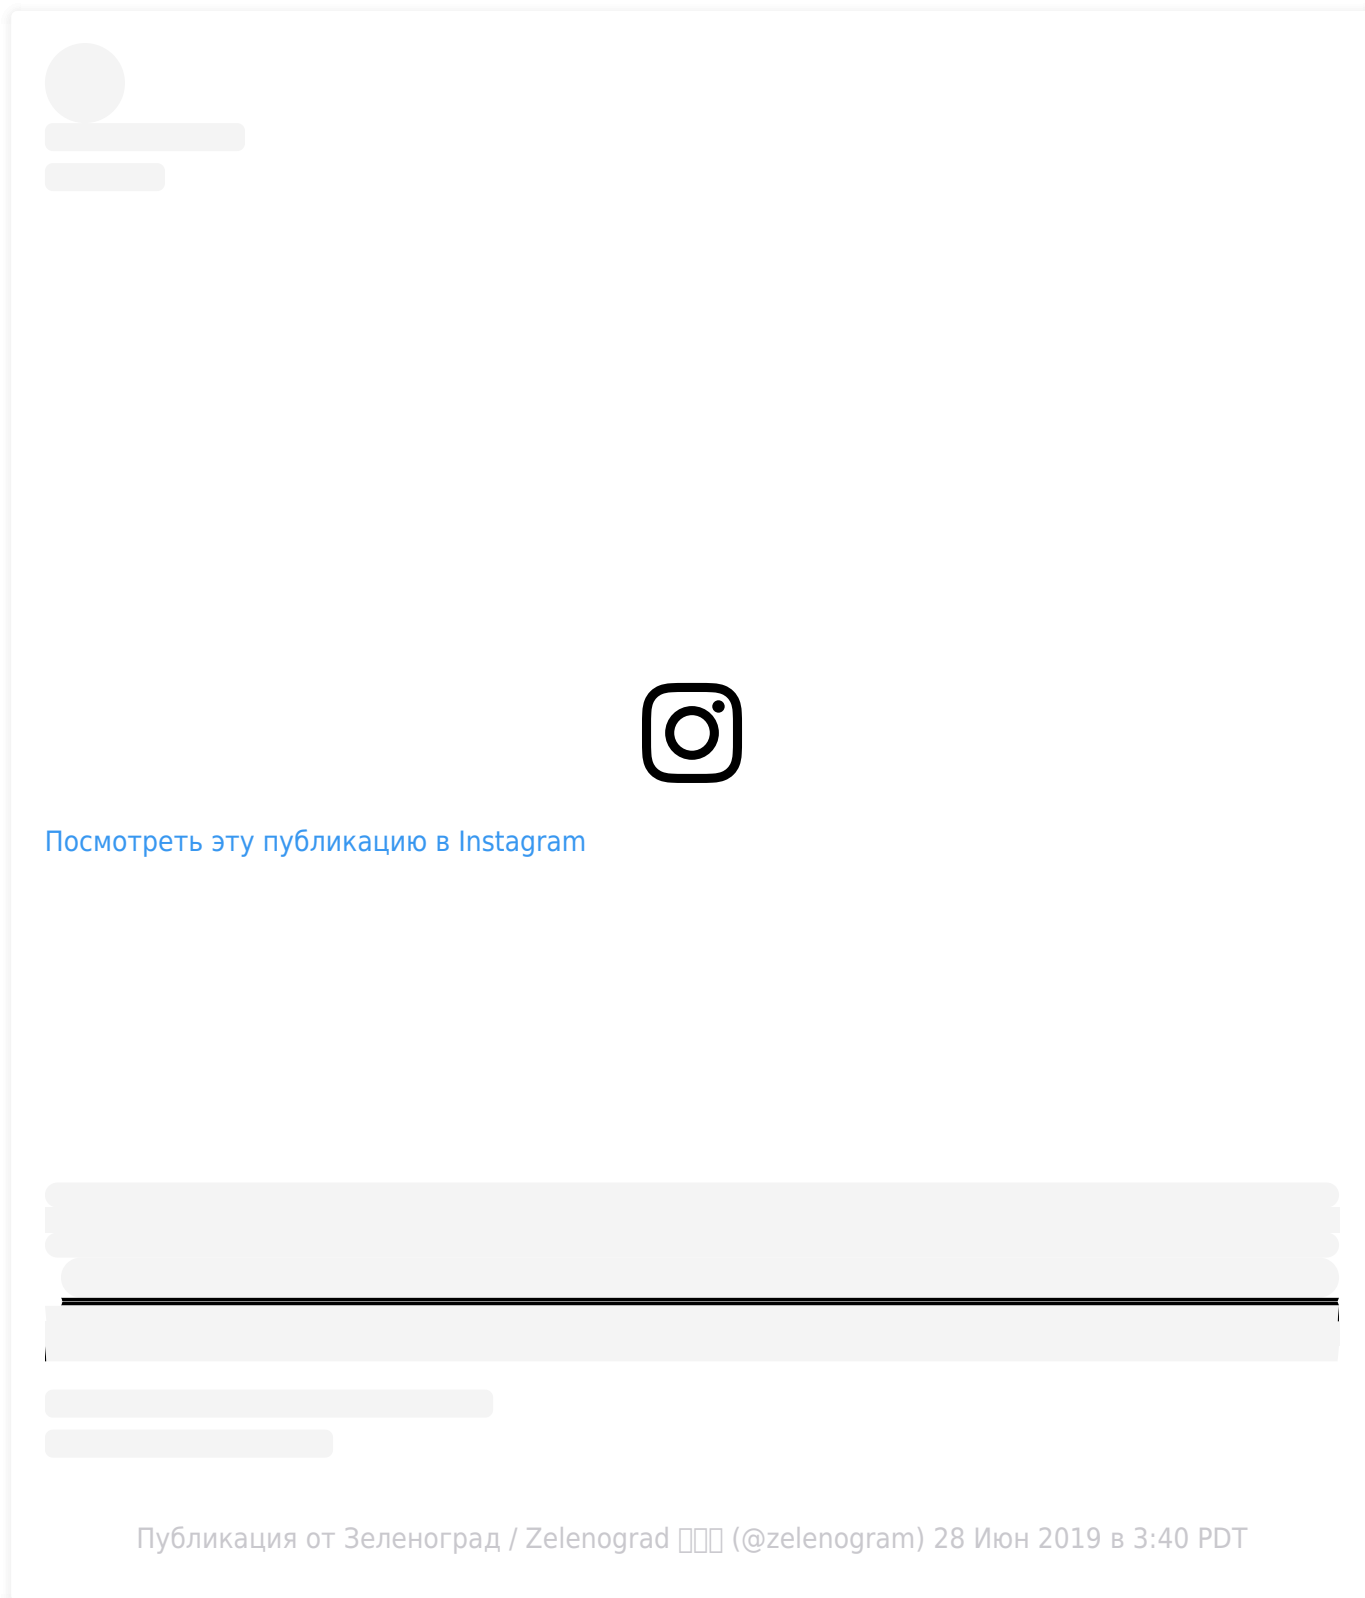 Посмотреть эту публикацию в Instagram
Публикация от Зеленоград / Zelenograd (@zelenogram) 28 Июн 2019 в 3:40 PDT